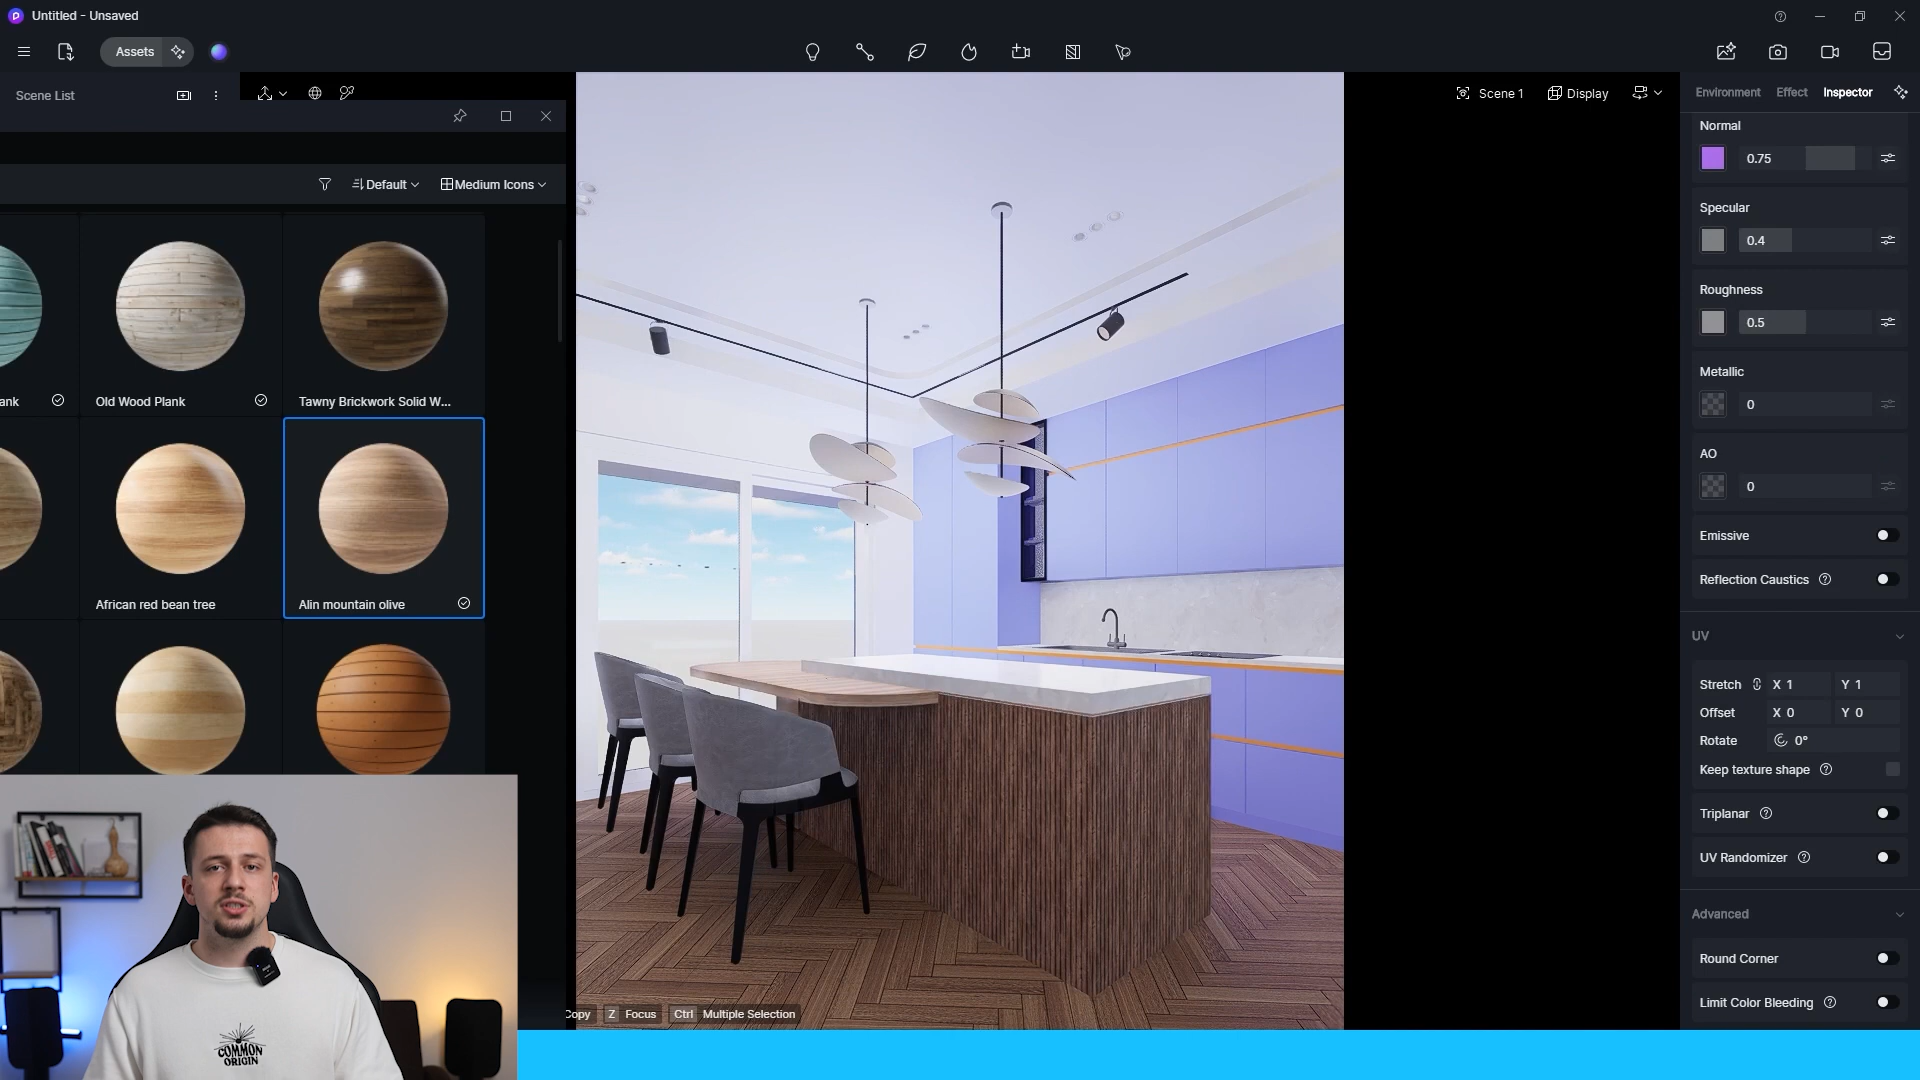 Untitled - Unsaved
Assets
Scene List
Scene 1
Display
Environment
Effect
Inspector
Default
Medium Icons
ank
Old Wood Plank
Tawny Brickwork Solid W...
African red bean tree
Alin mountain olive
Copy
Z Focus
Ctrl Multiple Selection
Normal
0.75
Specular
0.4
Roughness
0.5
Metallic
0
AO
0
Emissive
Reflection Caustics
UV
Stretch X 1 Y 1
Offset X 0 Y 0
Rotate 0°
Keep texture shape
Triplanar
UV Randomizer
Advanced
Round Corner
Limit Color Bleeding
COMMON
ORIGIN